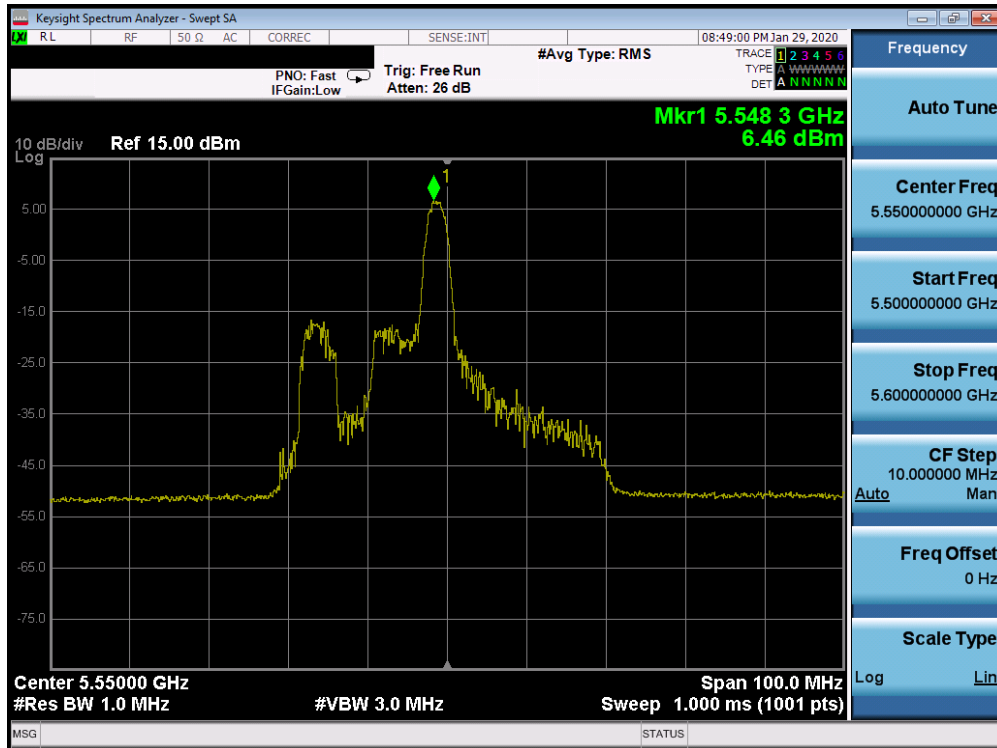 Keysight Spectrum Analyzer - Swept SA
LXI RL RF 50 Ω AC CORREC SENSE:INT 08:49:00 PM Jan 29, 2020
Frequency
#Avg Type: RMS
TRACE 1 2 3 4 5 6
PNO: Fast Trig: Free Run
TYPE A WWWWW
IFGain:Low Atten: 26 dB
DET A N N N N N
Auto Tune
Mkr1 5.548 3 GHz
6.46 dBm
10 dB/div Ref 15.00 dBm
Log
1
5.00
-5.00
-15.0
-25.0
-35.0
-45.0
-55.0
-65.0
-75.0
Center 5.55000 GHz Span 100.0 MHz
#Res BW 1.0 MHz #VBW 3.0 MHz Sweep 1.000 ms (1001 pts)
Center Freq
5.550000000 GHz
Start Freq
5.500000000 GHz
Stop Freq
5.600000000 GHz
CF Step
10.000000 MHz
Auto Man
Freq Offset
0 Hz
Scale Type
Log Lin
MSG STATUS